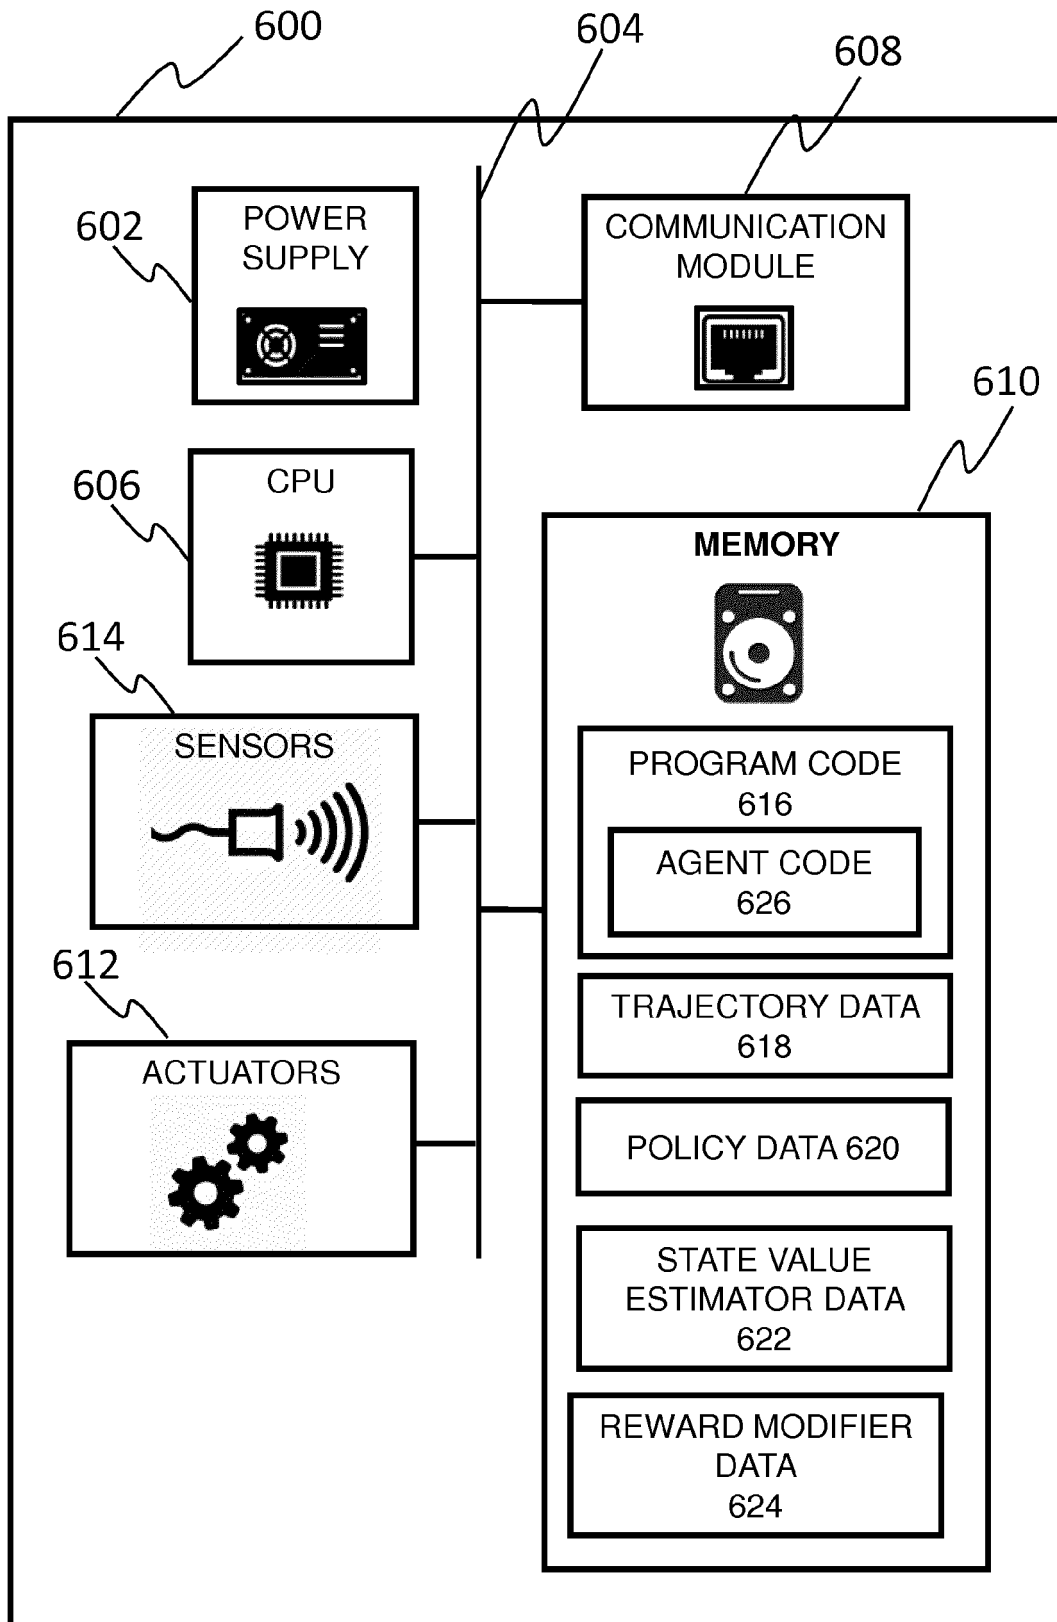 600
604
608
602
POWER
SUPPLY
COMMUNICATION
MODULE
610
606
CPU
MEMORY
614
SENSORS
PROGRAM CODE
616
AGENT CODE
626
612
ACTUATORS
TRAJECTORY DATA
618
POLICY DATA 620
STATE VALUE
ESTIMATOR DATA
622
REWARD MODIFIER
DATA
624